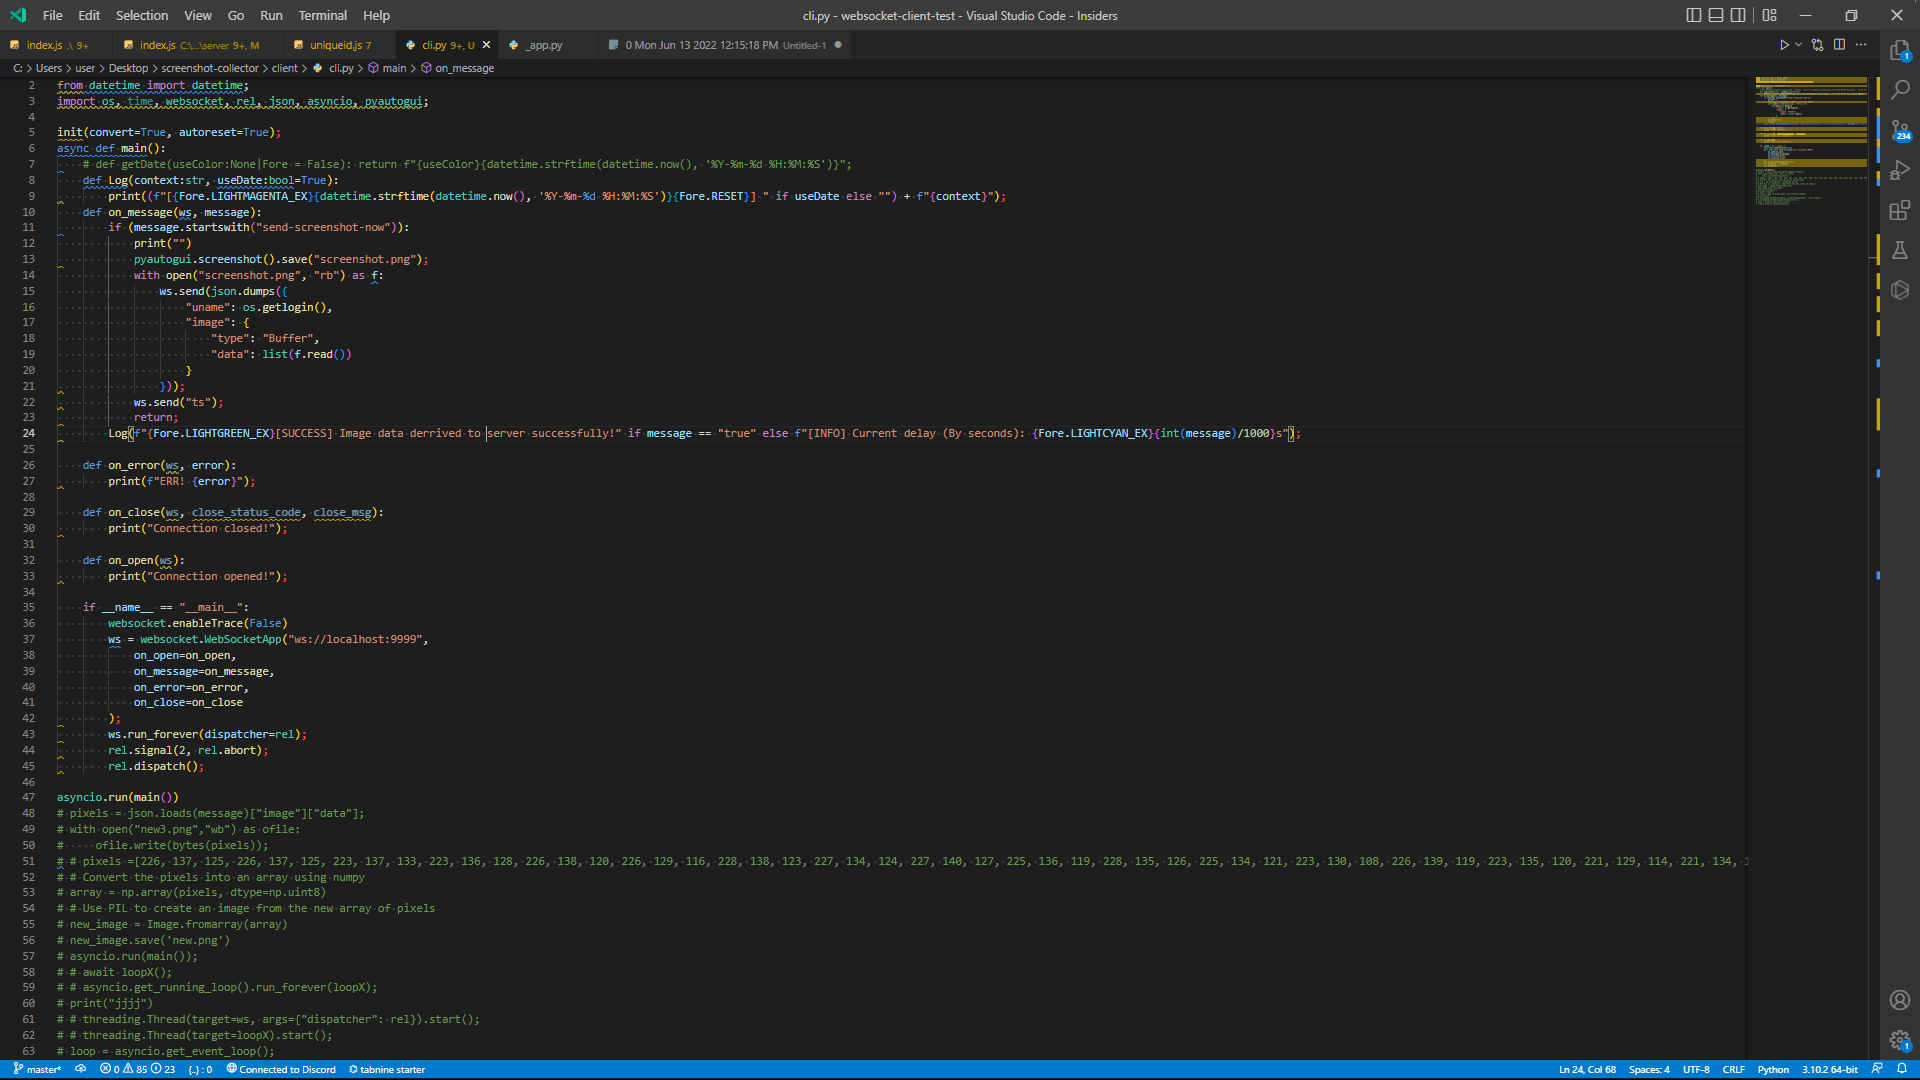 File Edit Selection View Go Run Terminal Help
cli.py - websocket-client-test - Visual Studio Code - Insiders
index.js .\ 9+
index.js C:\...\server 9+, M
uniqueid.js 7
cli.py 9+, U
_app.py
0 Mon Jun 13 2022 12:15:18 PM Untitled-1
C: > Users > user > Desktop > screenshot-collector > client > cli.py > main > on_message
2 from datetime import datetime;
3 import os, time, websocket, rel, json, asyncio, pyautogui;
4
5 init(convert=True, autoreset=True);
6 async def main():
7 # def getDate(useColor:None|Fore = False): return f"{useColor}{datetime.strftime(datetime.now(), '%Y-%m-%d %H:%M:%S')}";
8 def Log(context:str, useDate:bool=True):
9 print((f"[{Fore.LIGHTMAGENTA_EX}{datetime.strftime(datetime.now(), '%Y-%m-%d %H:%M:%S')}{Fore.RESET}] " if useDate else "") + f"{context}");
10 def on_message(ws, message):
11 if (message.startswith("send-screenshot-now")):
12 print("")
13 pyautogui.screenshot().save("screenshot.png");
14 with open("screenshot.png", "rb") as f:
15 ws.send(json.dumps({
16 "uname": os.getlogin(),
17 "image": {
18 "type": "Buffer",
19 "data": list(f.read())
20 }
21 }));
22 ws.send("ts");
23 return;
24 Log(f"{Fore.LIGHTGREEN_EX}[SUCCESS] Image data derrived to server successfully!" if message == "true" else f"[INFO] Current delay (By seconds): {Fore.LIGHTCYAN_EX}{int(message)/1000}s");
25
26 def on_error(ws, error):
27 print(f"ERR! {error}");
28
29 def on_close(ws, close_status_code, close_msg):
30 print("Connection closed!");
31
32 def on_open(ws):
33 print("Connection opened!");
34
35 if __name__ == "__main__":
36 websocket.enableTrace(False)
37 ws = websocket.WebSocketApp("ws://localhost:9999",
38 on_open=on_open,
39 on_message=on_message,
40 on_error=on_error,
41 on_close=on_close
42 );
43 ws.run_forever(dispatcher=rel);
44 rel.signal(2, rel.abort);
45 rel.dispatch();
46
47 asyncio.run(main())
48 # pixels = json.loads(message)["image"]["data"];
49 # with open("new3.png","wb") as ofile:
50 # ofile.write(bytes(pixels));
51 # # pixels =[226, 137, 125, 226, 137, 125, 223, 137, 133, 223, 136, 128, 226, 138, 120, 226, 129, 116, 228, 138, 123, 227, 134, 124, 227, 140, 127, 225, 136, 119, 228, 135, 126, 225, 134, 121, 223, 130, 108, 226, 139, 119, 223, 135, 120, 221, 129, 114, 221, 134,
52 # # Convert the pixels into an array using numpy
53 # array = np.array(pixels, dtype=np.uint8)
54 # # Use PIL to create an image from the new array of pixels
55 # new_image = Image.fromarray(array)
56 # new_image.save('new.png')
57 # asyncio.run(main());
58 # # await loopX();
59 # # asyncio.get_running_loop().run_forever(loopX);
60 # print("jjjj")
61 # # threading.Thread(target=ws, args={"dispatcher": rel}).start();
62 # # threading.Thread(target=loopX).start();
63 # loop = asyncio.get_event_loop();
1
234
1
master* 0 85 23 {..} : 0 Connected to Discord tabnine starter
Ln 24, Col 68 Spaces: 4 UTF-8 CRLF Python 3.10.2 64-bit